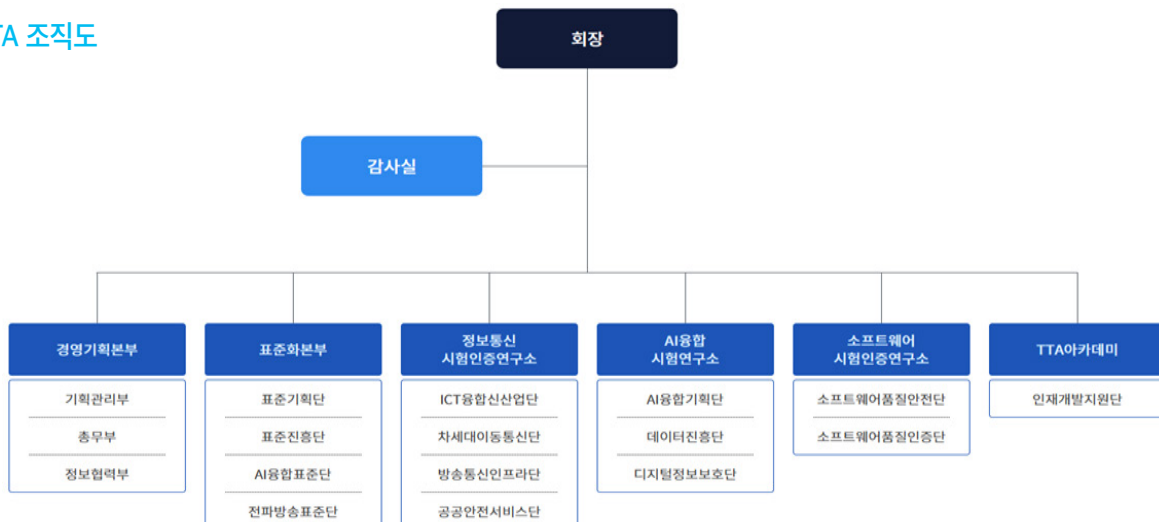 TA 조직도
회장
감사실
경영기획본부
기획관리부
총무부
정보협력부
표준화본부
표준기획단
표준진흥단
AI융합표준단
전파방송표준단
정보통신
시험인증연구소
ICT융합신산업단
차세대이동통신단
방송통신인프라단
공공안전서비스단
AI융합
시험연구소
AI융합기획단
데이터진흥단
디지털정보보호단
소프트웨어
시험인증연구소
소프트웨어품질안전단
소프트웨어품질인증단
TTA아카데미
인재개발지원단